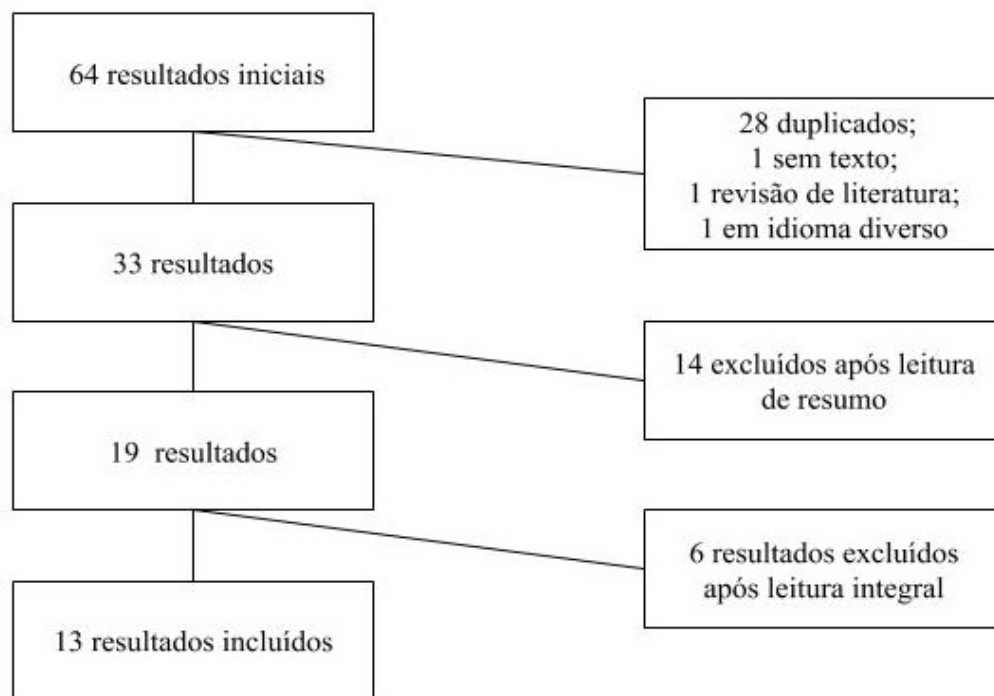 64 resultados iniciais
28 duplicados;
1 sem texto;
1 revisão de literatura;
1 em idioma diverso
33 resultados
14 excluídos após leitura
de resumo
19 resultados
6 resultados excluídos
após leitura integral
13 resultados incluídos